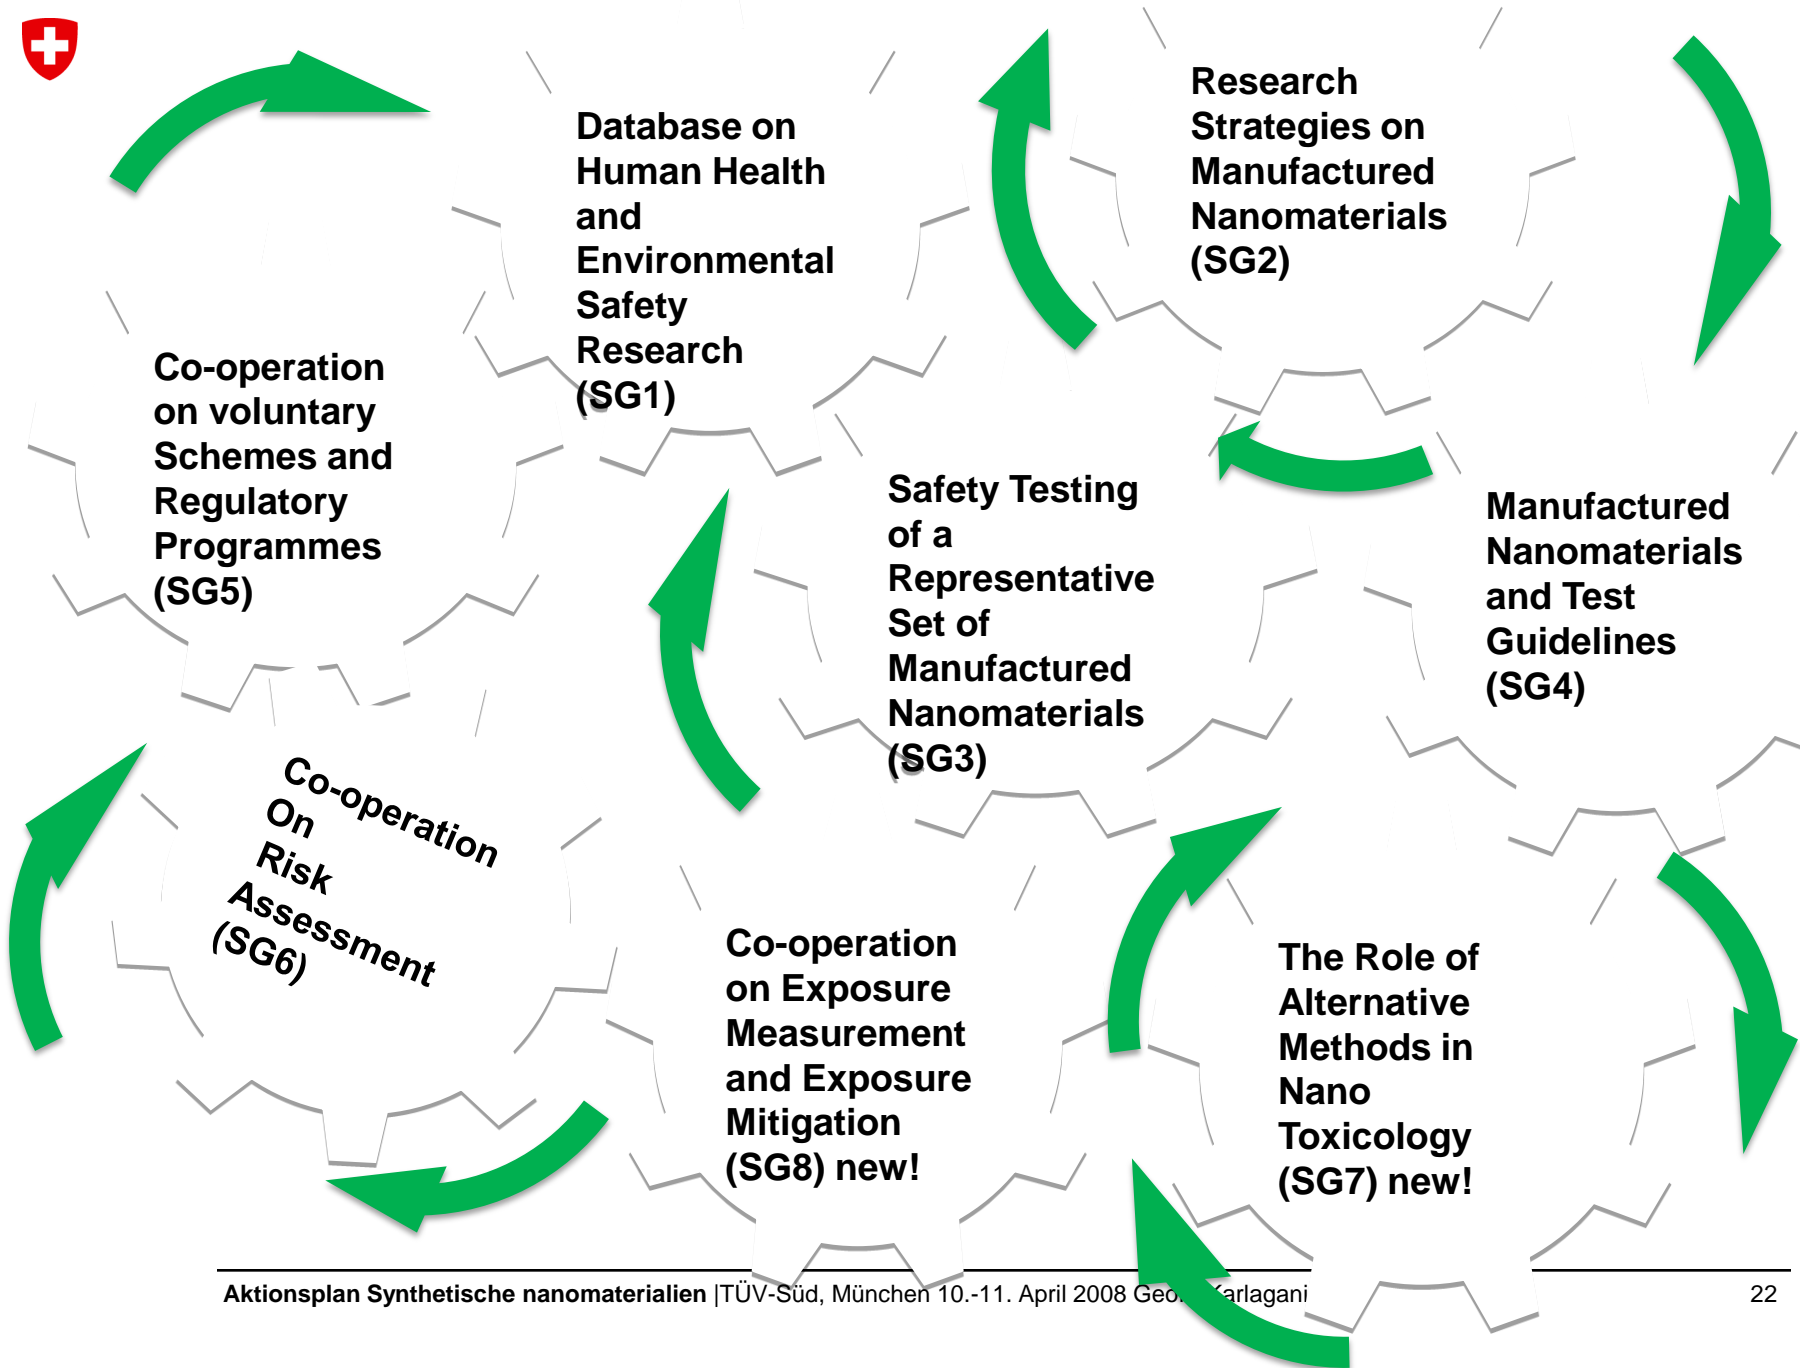 Database on
Human Health
and
Environmental
Safety
Research
(SG1)
Research
Strategies on
Manufactured
Nanomaterials
(SG2)
Co-operation
on voluntary
Schemes and
Regulatory
Programmes
(SG5)
Safety Testing
of a
Representative
Set of
Manufactured
Nanomaterials
(SG3)
Manufactured
Nanomaterials
and Test
Guidelines
(SG4)
Co-operation
On
Risk
Assessment
(SG6)
Co-operation
on Exposure
Measurement
and Exposure
Mitigation
(SG8) new!
The Role of
Alternative
Methods in
Nano
Toxicology
(SG7) new!
Aktionsplan Synthetische nanomaterialien |TÜV-Süd, München 10.-11. April 2008 22